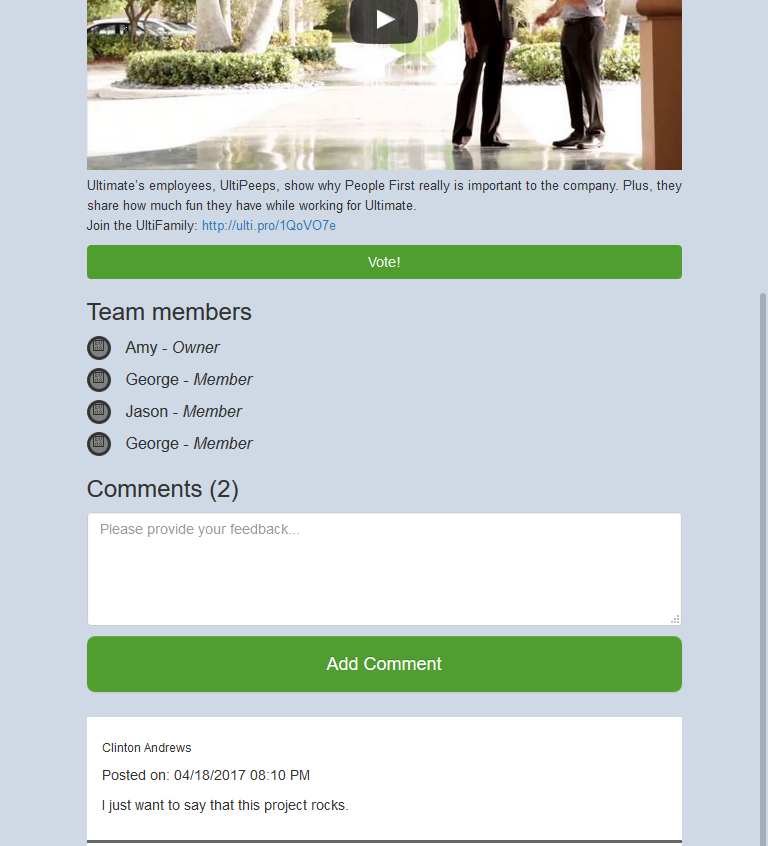 Ultimate’s employees, UltiPeeps, show why People First really is important to the company. Plus, they
share how much fun they have while working for Ultimate.
Join the UltiFamily: http://ulti.pro/1QoVO7e
Vote!
Team members
Amy - Owner
George - Member
Jason - Member
George - Member
Comments (2)
Please provide your feedback...
Add Comment
Clinton Andrews
Posted on: 04/18/2017 08:10 PM
I just want to say that this project rocks.